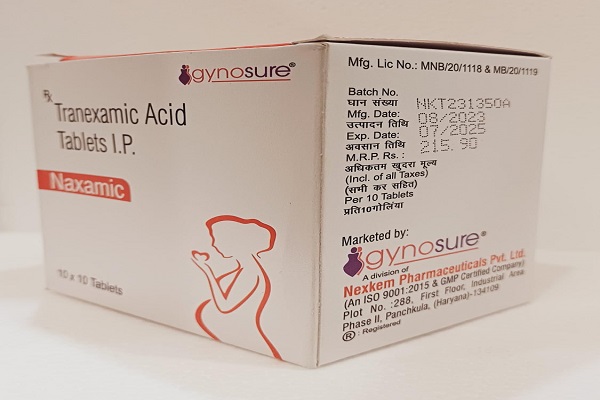 gynosure®
Rx
Tranexamic Acid
Tablets I.P.
Naxamic
10 x 10 Tablets
Mfg. Lic No.: MNB/20/1118 & MB/20/1119
Batch No.
घान संख्या NKT231350A
Mfg. Date: 08/2023
उत्पादन तिथि
Exp. Date: 07/2025
अवसान तिथि
M.R.P. Rs.: 215.90
अधिकतम खुदरा मूल्य
(Incl. of all Taxes)
(सभी कर सहित)
Per 10 Tablets
प्रति10गोलिंया
Marketed by:
gynosure®
A division of
Nexkem Pharmaceuticals Pvt. Ltd.
(An ISO 9001:2015 & GMP Certified Company)
Plot No. :288, First Floor, Industrial Area
Phase II, Panchkula, (Haryana)-134109
® : Registered